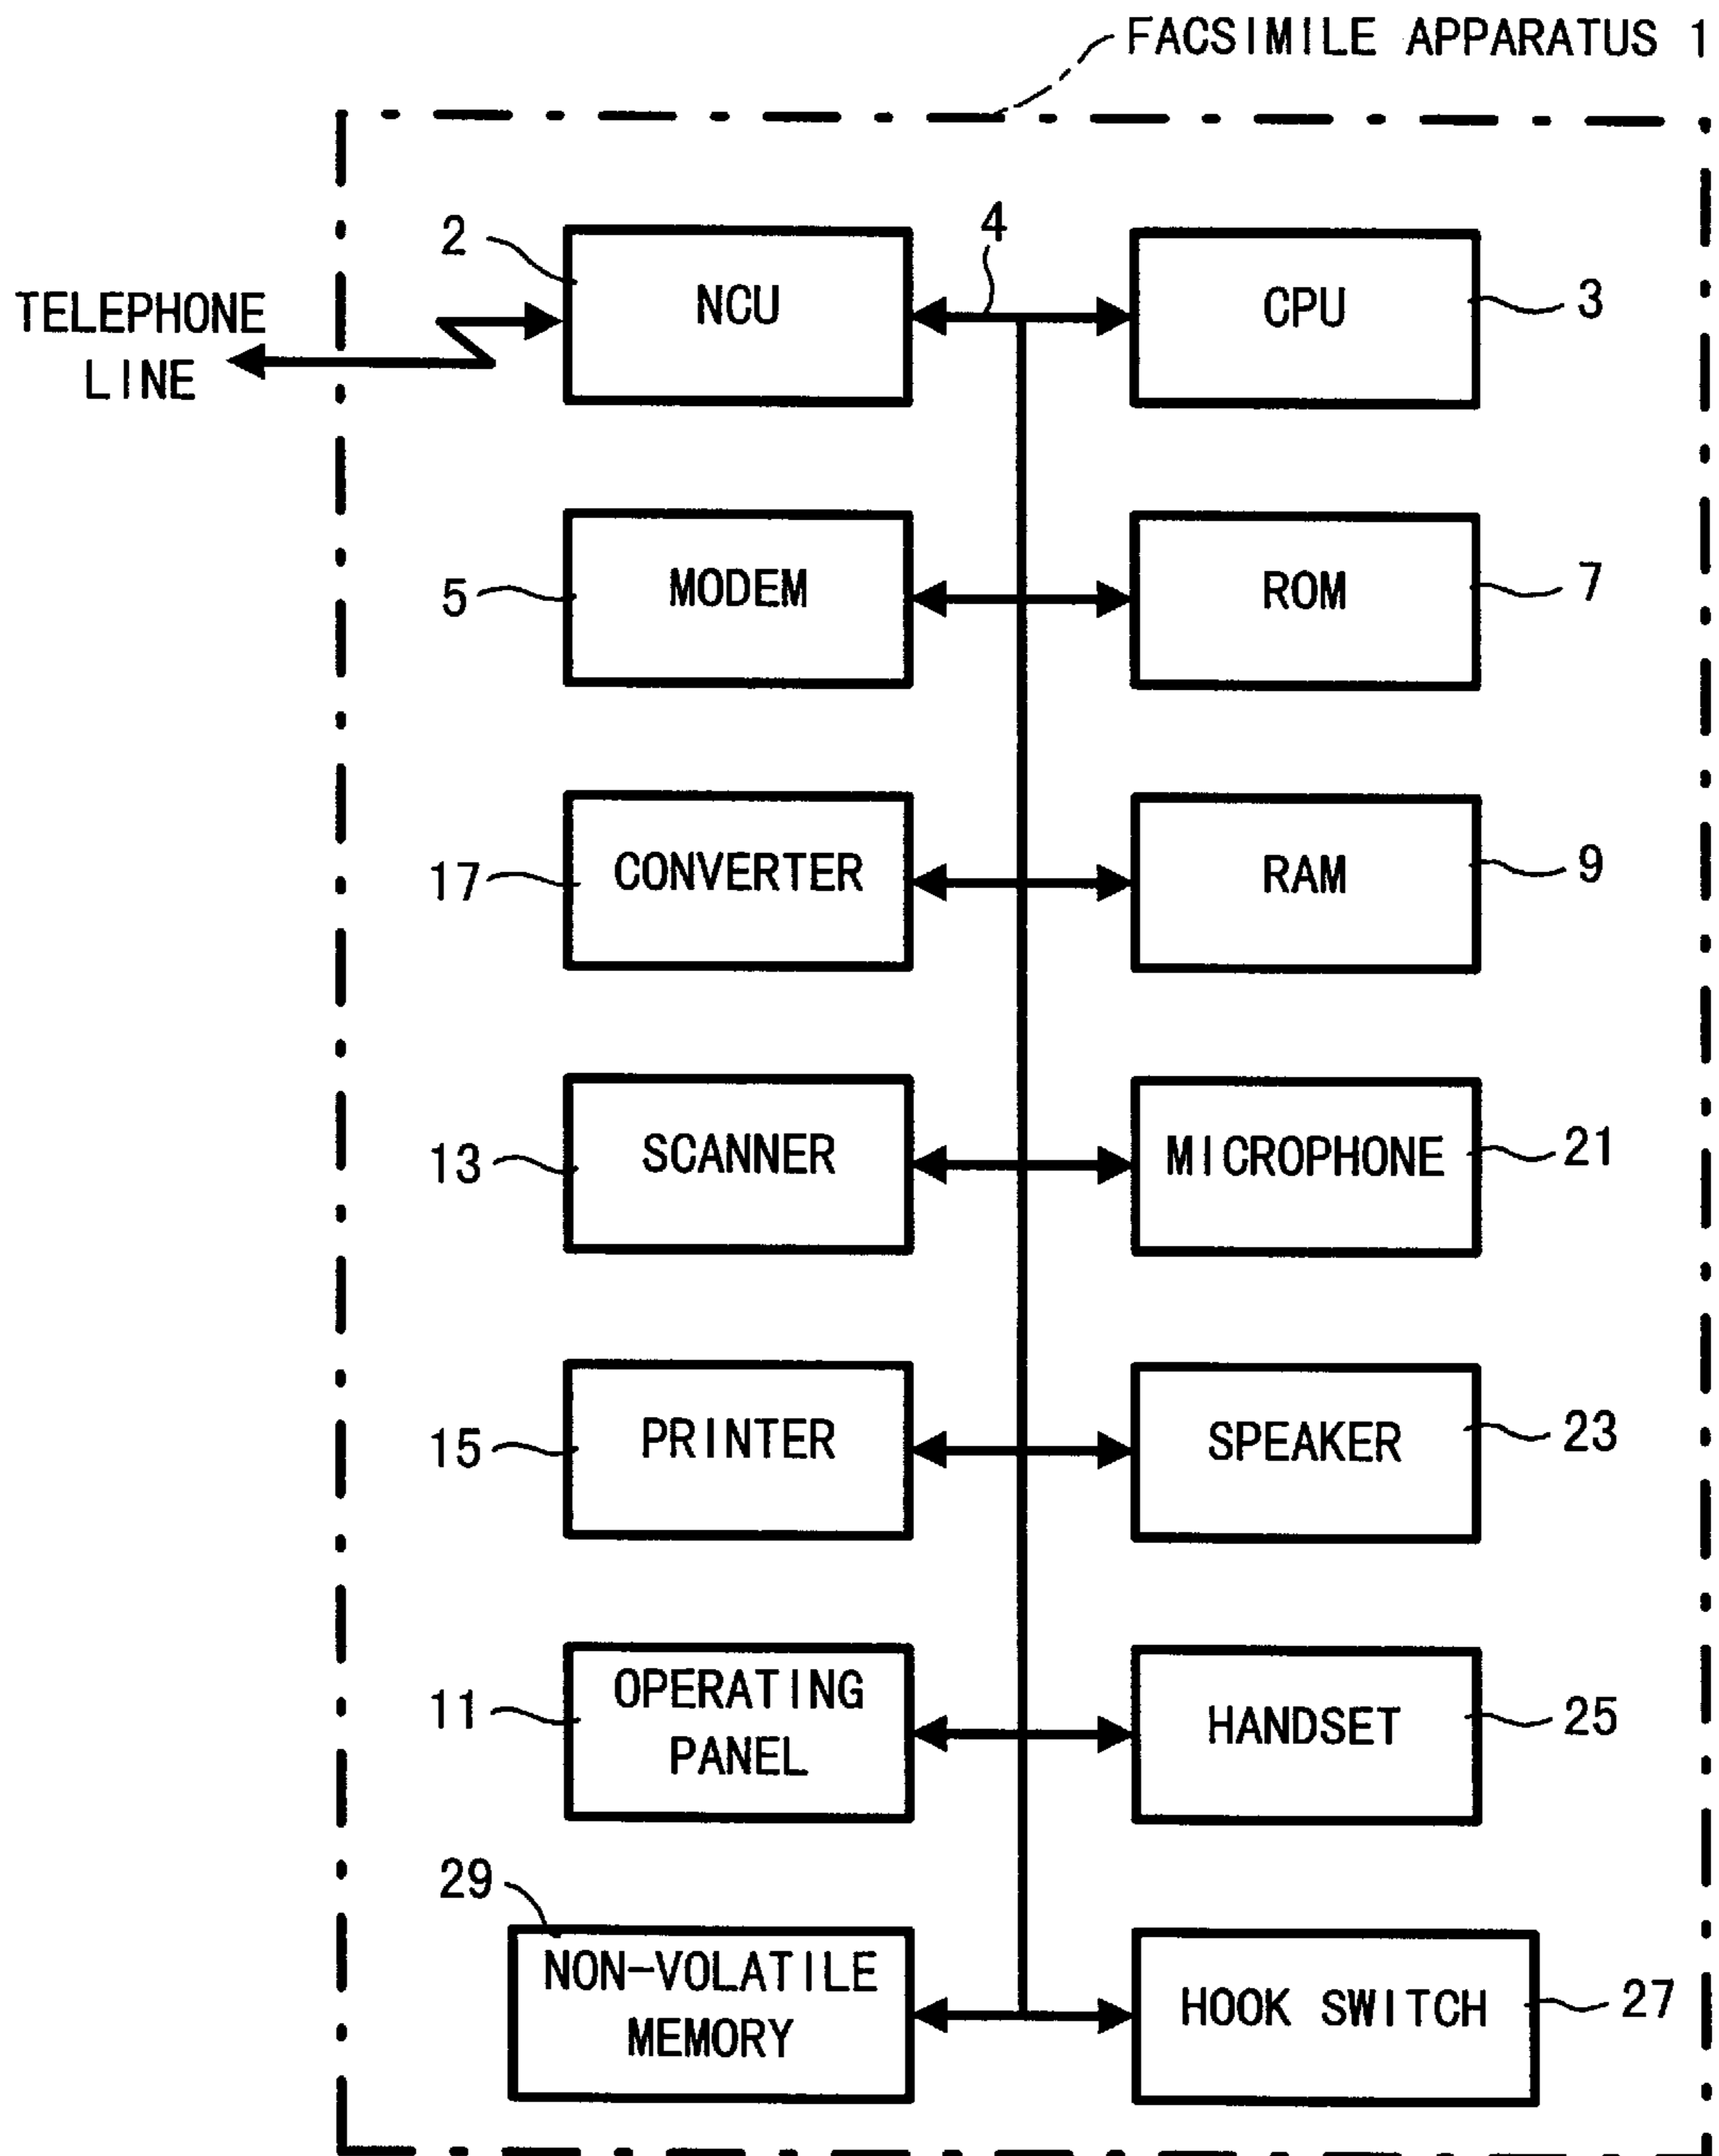 FACSIMILE APPARATUS 1
2
NCU
4
CPU
3
TELEPHONE
LINE
5
MODEM
ROM
7
17
CONVERTER
RAM
9
13
SCANNER
MICROPHONE
21
15
PRINTER
SPEAKER
23
11
OPERATING
PANEL
HANDSET
25
29
NON-VOLATILE
MEMORY
HOOK SWITCH
27